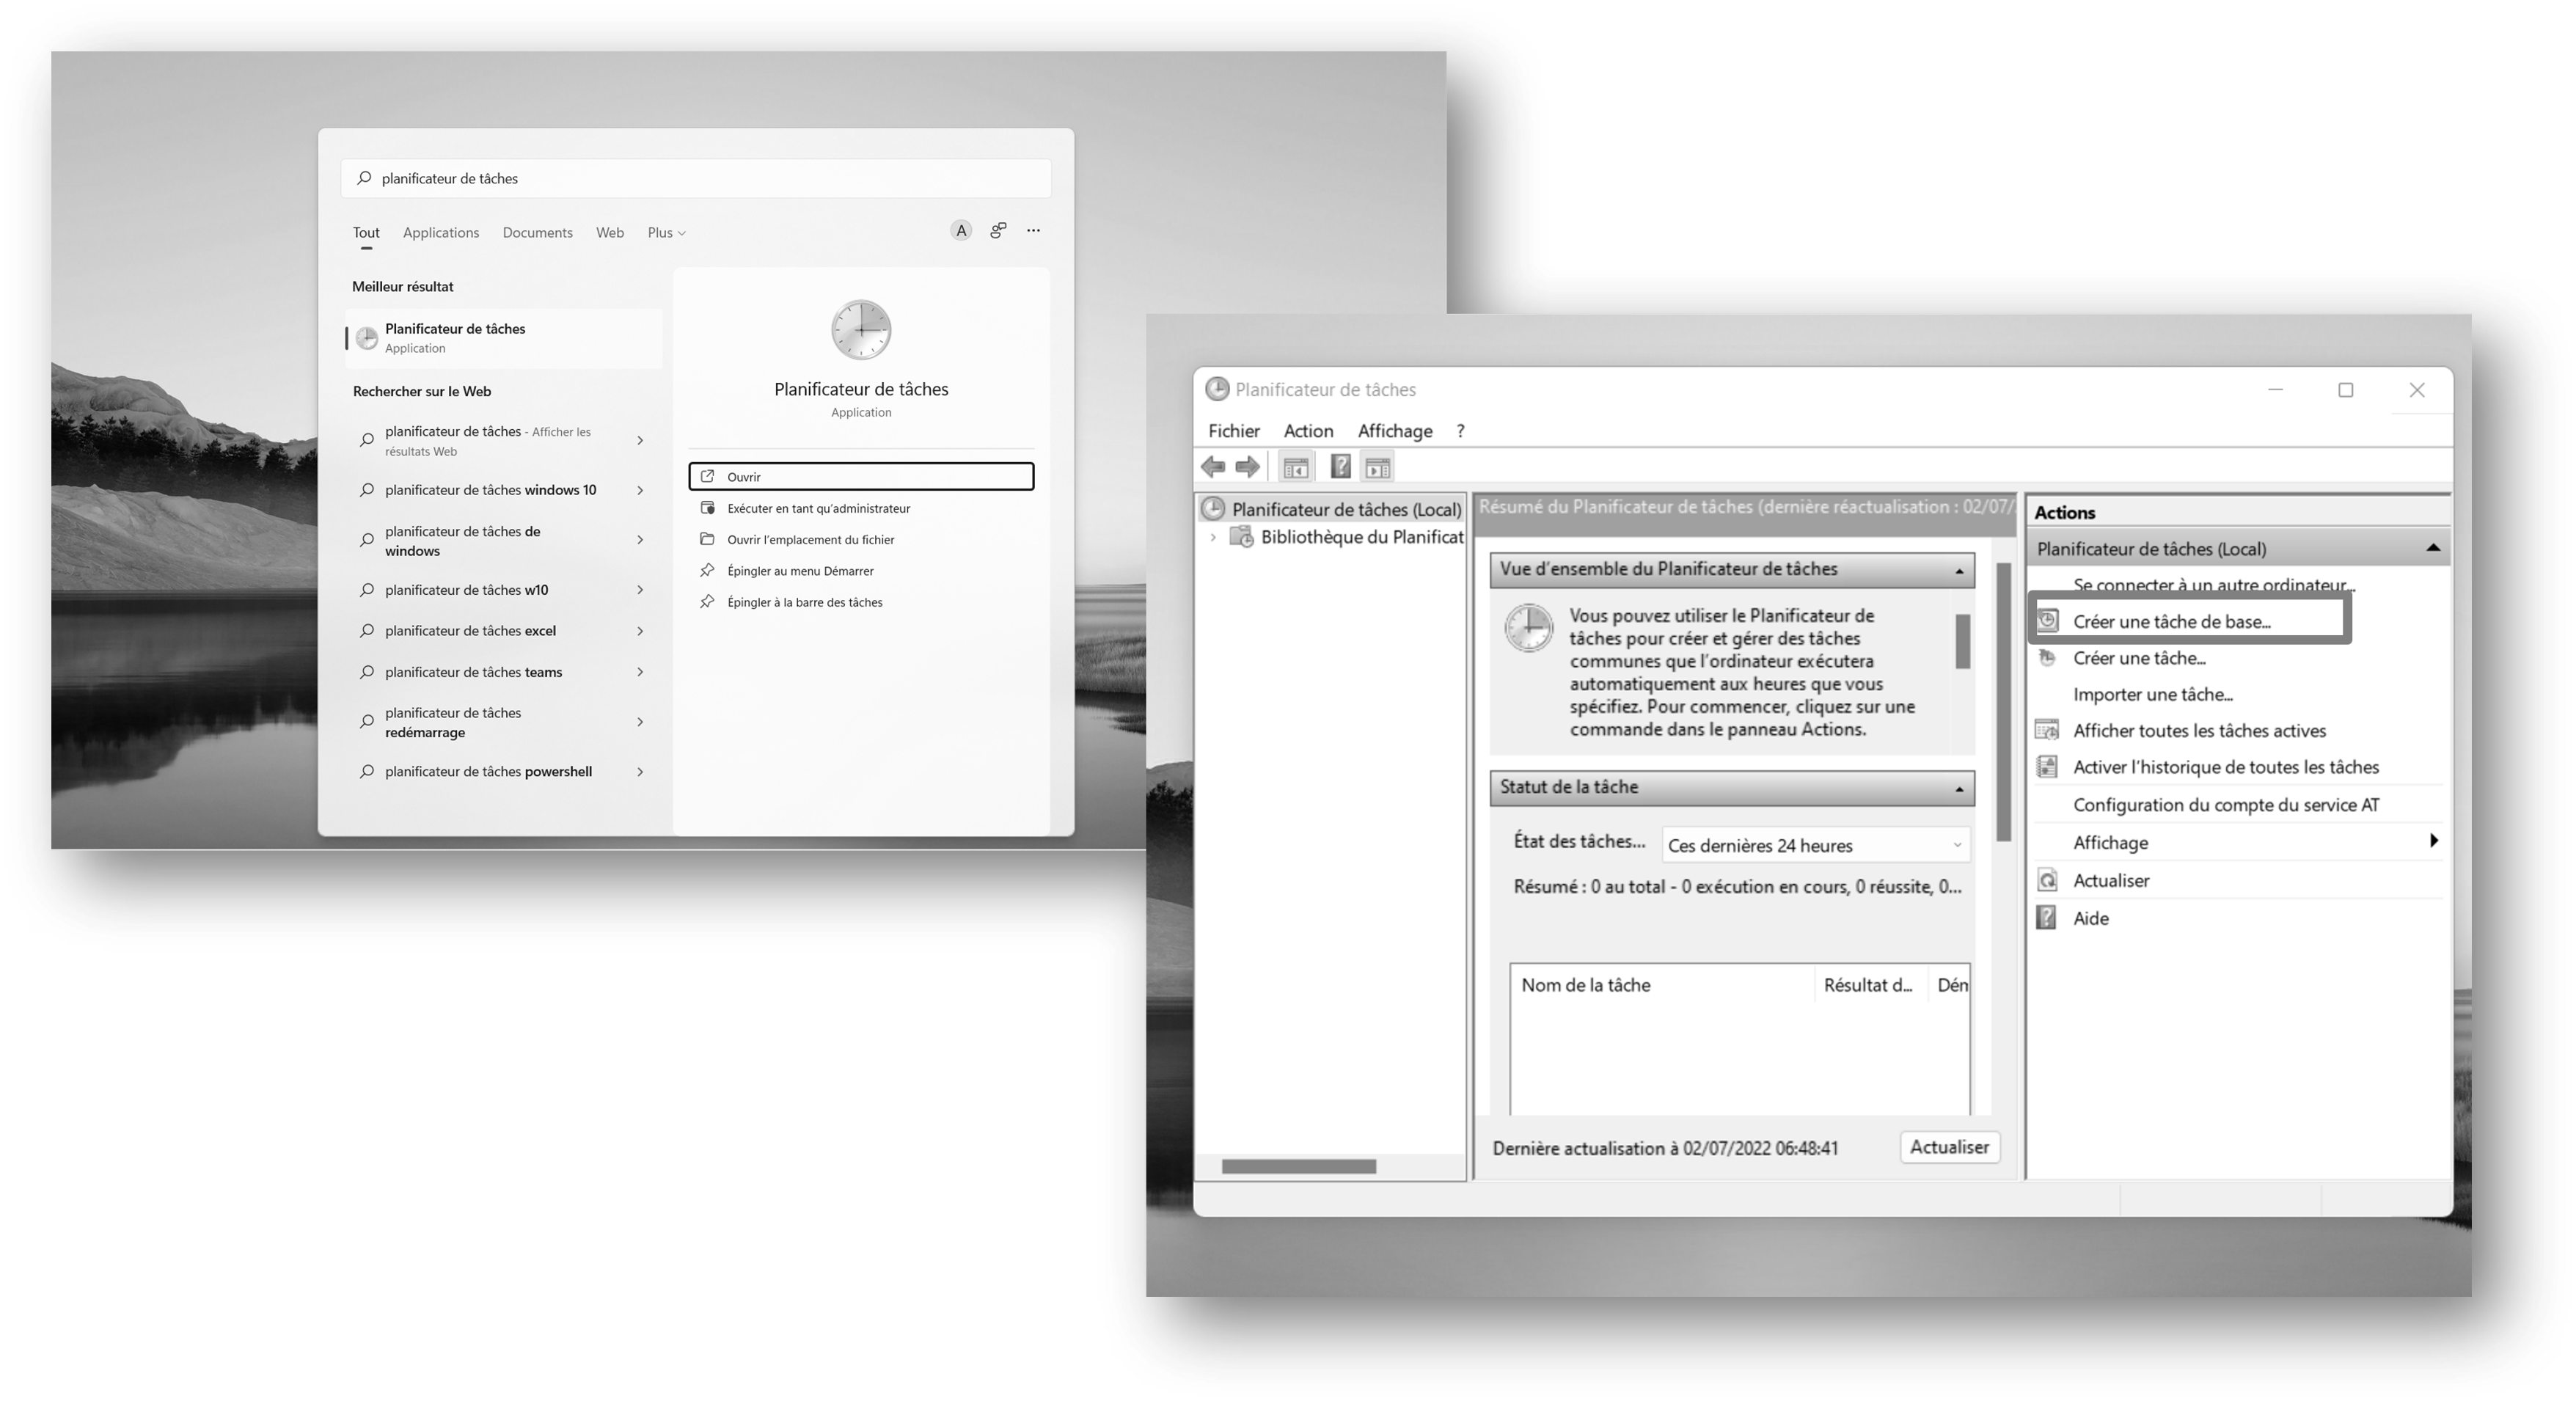 planificateur de tâches
Tout Applications Documents Web Plus
A
Meilleur résultat
Planificateur de tâches
Application
Rechercher sur le Web
planificateur de tâches - Afficher les
résultats Web
planificateur de tâches windows 10
planificateur de tâches de
windows
planificateur de tâches w10
planificateur de tâches excel
planificateur de tâches teams
planificateur de tâches
redémarrage
planificateur de tâches powershell
Planificateur de tâches
Application
Ouvrir
Exécuter en tant qu'administrateur
Ouvrir l'emplacement du fichier
Épingler au menu Démarrer
Épingler à la barre des tâches
Planificateur de tâches
Fichier Action Affichage ?
Planificateur de tâches (Local)
Bibliothèque du Planificat
Résumé du Planificateur de tâches (dernière réactualisation : 02/07/
Vue d'ensemble du Planificateur de tâches
Vous pouvez utiliser le Planificateur de
tâches pour créer et gérer des tâches
communes que l'ordinateur exécutera
automatiquement aux heures que vous
spécifiez. Pour commencer, cliquez sur une
commande dans le panneau Actions.
Statut de la tâche
État des tâches... Ces dernières 24 heures
Résumé : 0 au total - 0 exécution en cours, 0 réussite, 0...
Nom de la tâche Résultat d... Dém
Dernière actualisation à 02/07/2022 06:48:41 Actualiser
Actions
Planificateur de tâches (Local)
Se connecter à un autre ordinateur...
Créer une tâche de base...
Créer une tâche...
Importer une tâche...
Afficher toutes les tâches actives
Activer l'historique de toutes les tâches
Configuration du compte du service AT
Affichage
Actualiser
Aide